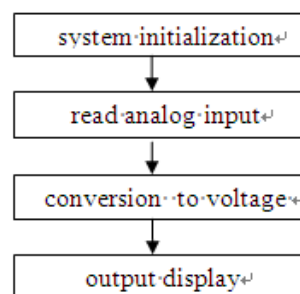 system initialization
read analog input
conversion to voltage
output display